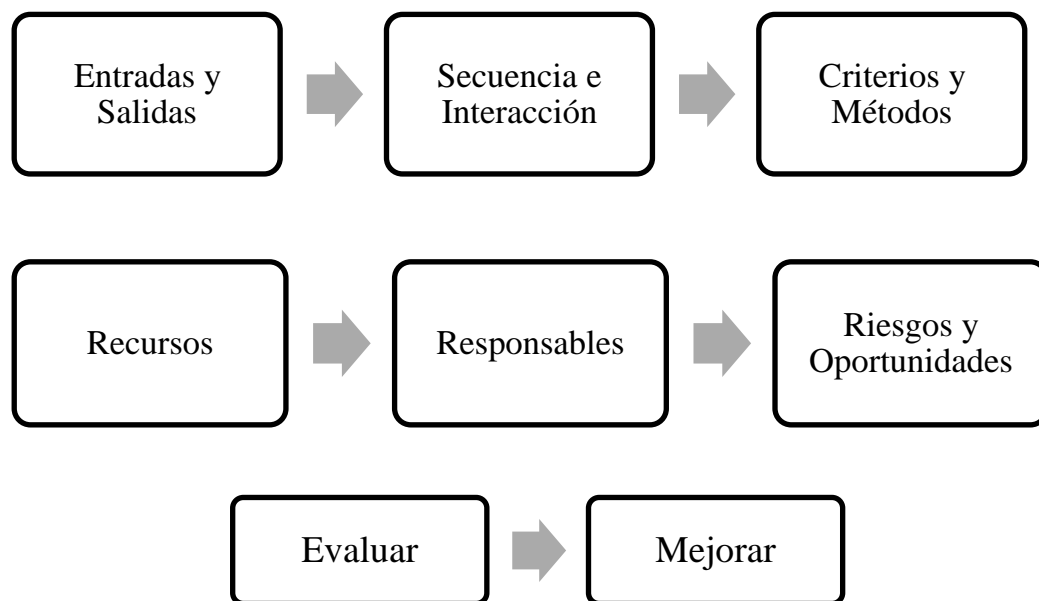 Entradas y
Salidas
Secuencia e
Interacción
Criterios y
Métodos
Recursos
Responsables
Riesgos y
Oportunidades
Evaluar
Mejorar